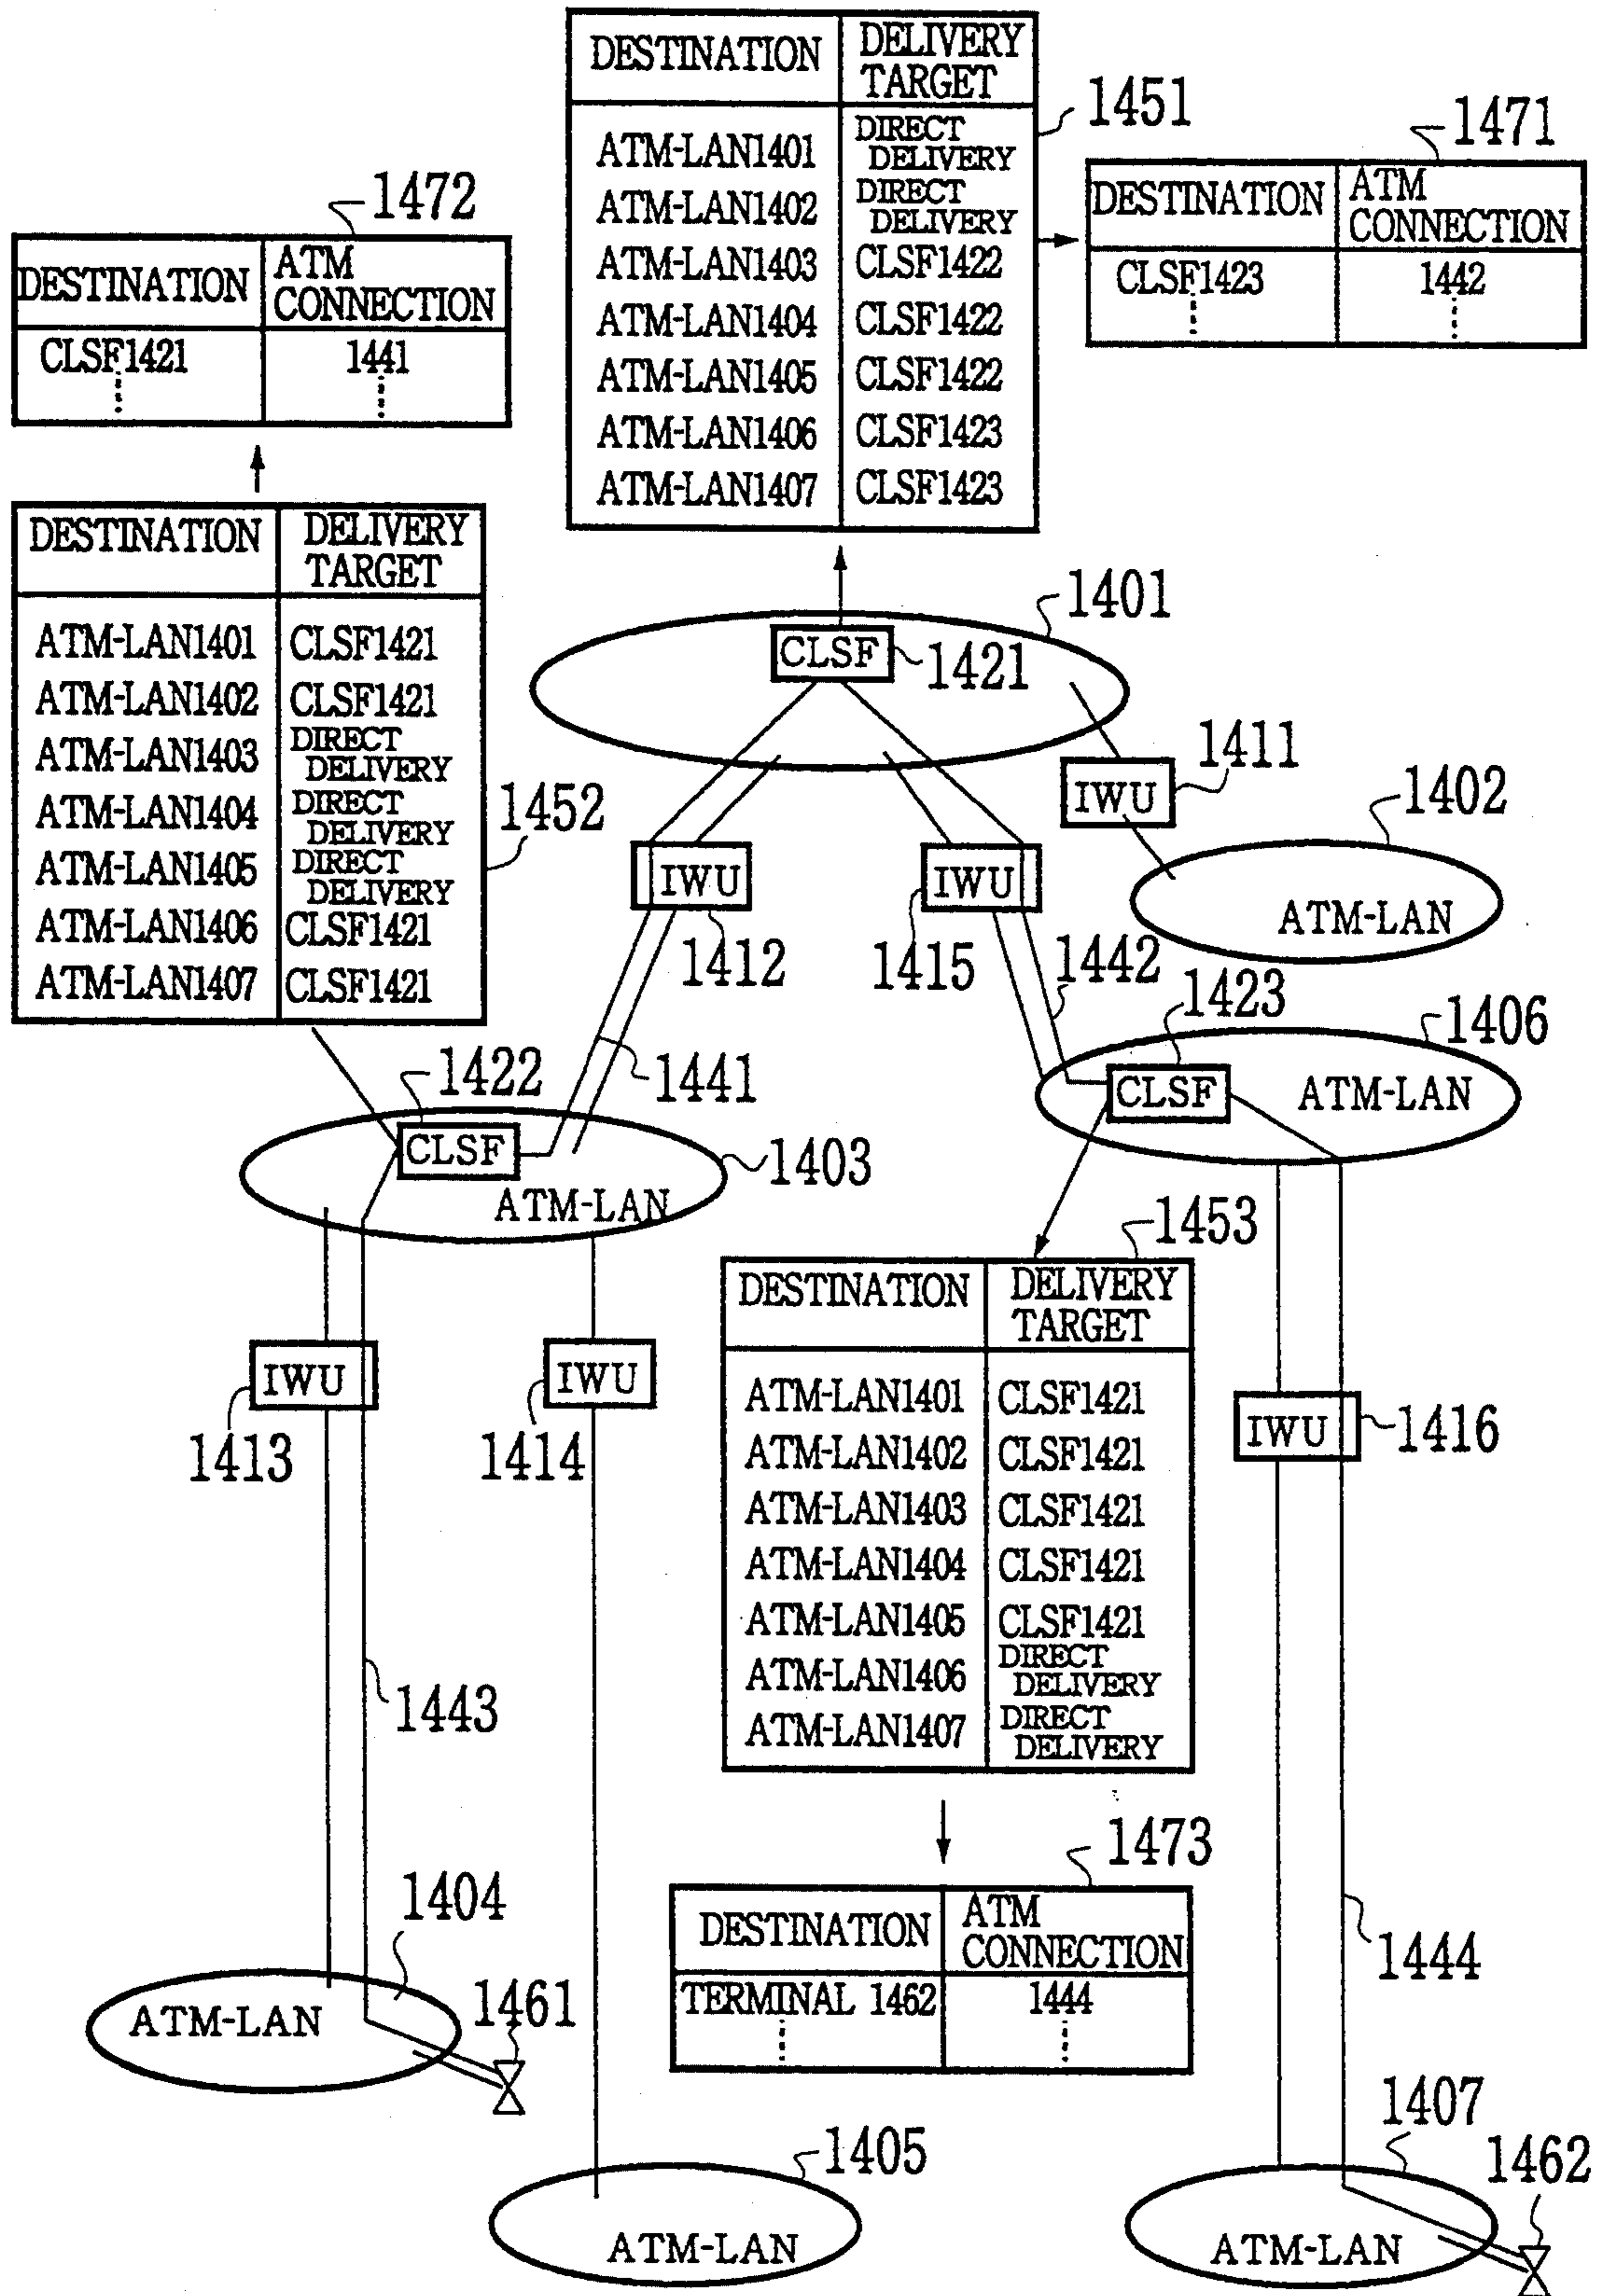 DESTINATION DELIVERY TARGET
ATM-LAN1401 DIRECT DELIVERY
ATM-LAN1402 DIRECT DELIVERY
ATM-LAN1403 CLSF1422
ATM-LAN1404 CLSF1422
ATM-LAN1405 CLSF1422
ATM-LAN1406 CLSF1423
ATM-LAN1407 CLSF1423
1451
1471
DESTINATION ATM CONNECTION
CLSF1423 1442
1472
DESTINATION ATM CONNECTION
CLSF1421 1441
DESTINATION DELIVERY TARGET
ATM-LAN1401 CLSF1421
ATM-LAN1402 CLSF1421
ATM-LAN1403 DIRECT DELIVERY
ATM-LAN1404 DIRECT DELIVERY
ATM-LAN1405 DIRECT DELIVERY
ATM-LAN1406 CLSF1421
ATM-LAN1407 CLSF1421
1452
1401
CLSF
1421
1411
IWU
1402
ATM-LAN
IWU
1412
IWU
1415
1442
1423
1406
CLSF
ATM-LAN
1441
1422
CLSF
1403
ATM-LAN
1453
DESTINATION DELIVERY TARGET
ATM-LAN1401 CLSF1421
ATM-LAN1402 CLSF1421
ATM-LAN1403 CLSF1421
ATM-LAN1404 CLSF1421
ATM-LAN1405 CLSF1421
ATM-LAN1406 DIRECT DELIVERY
ATM-LAN1407 DIRECT DELIVERY
IWU
1413
IWU
1414
IWU
1416
1443
1473
DESTINATION ATM CONNECTION
TERMINAL 1462 1444
1444
1404
ATM-LAN
1461
1405
ATM-LAN
1407
1462
ATM-LAN